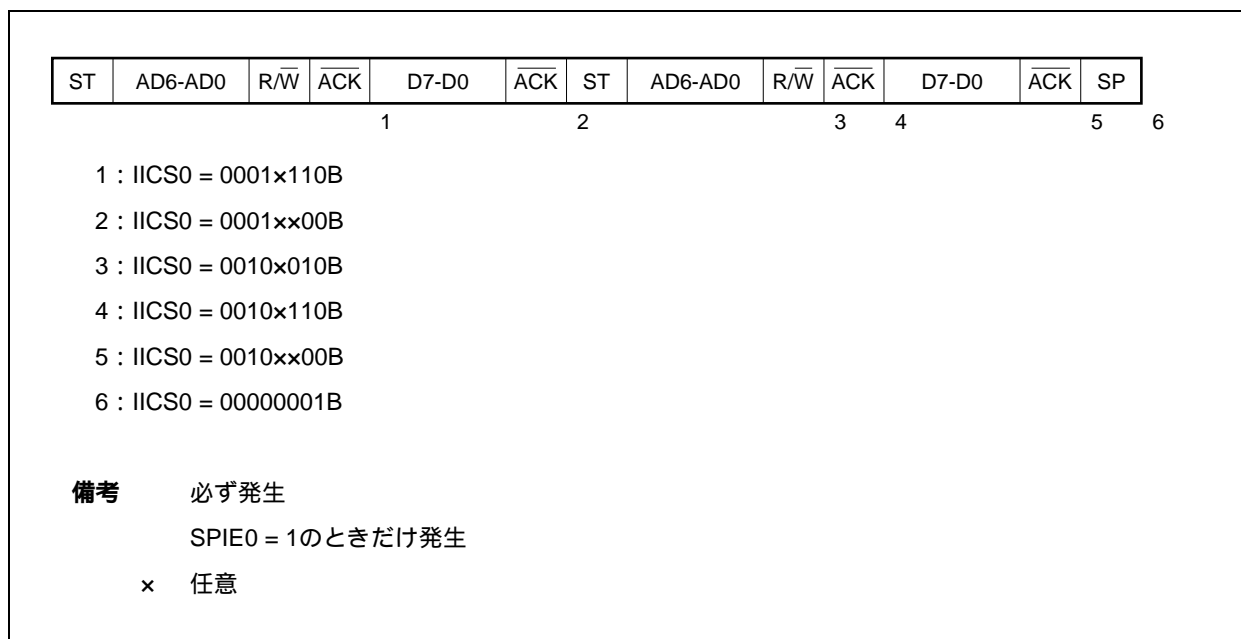 ST AD6-AD0 R/W ACK D7-D0 ACK ST AD6-AD0 R/W ACK D7-D0 ACK SP
1 2 3 4 5 6
1：IICS0 = 0001×110B
2：IICS0 = 0001××00B
3：IICS0 = 0010×010B
4：IICS0 = 0010×110B
5：IICS0 = 0010××00B
6：IICS0 = 00000001B
備考 必ず発生
SPIE0 = 1のときだけ発生
× 任意